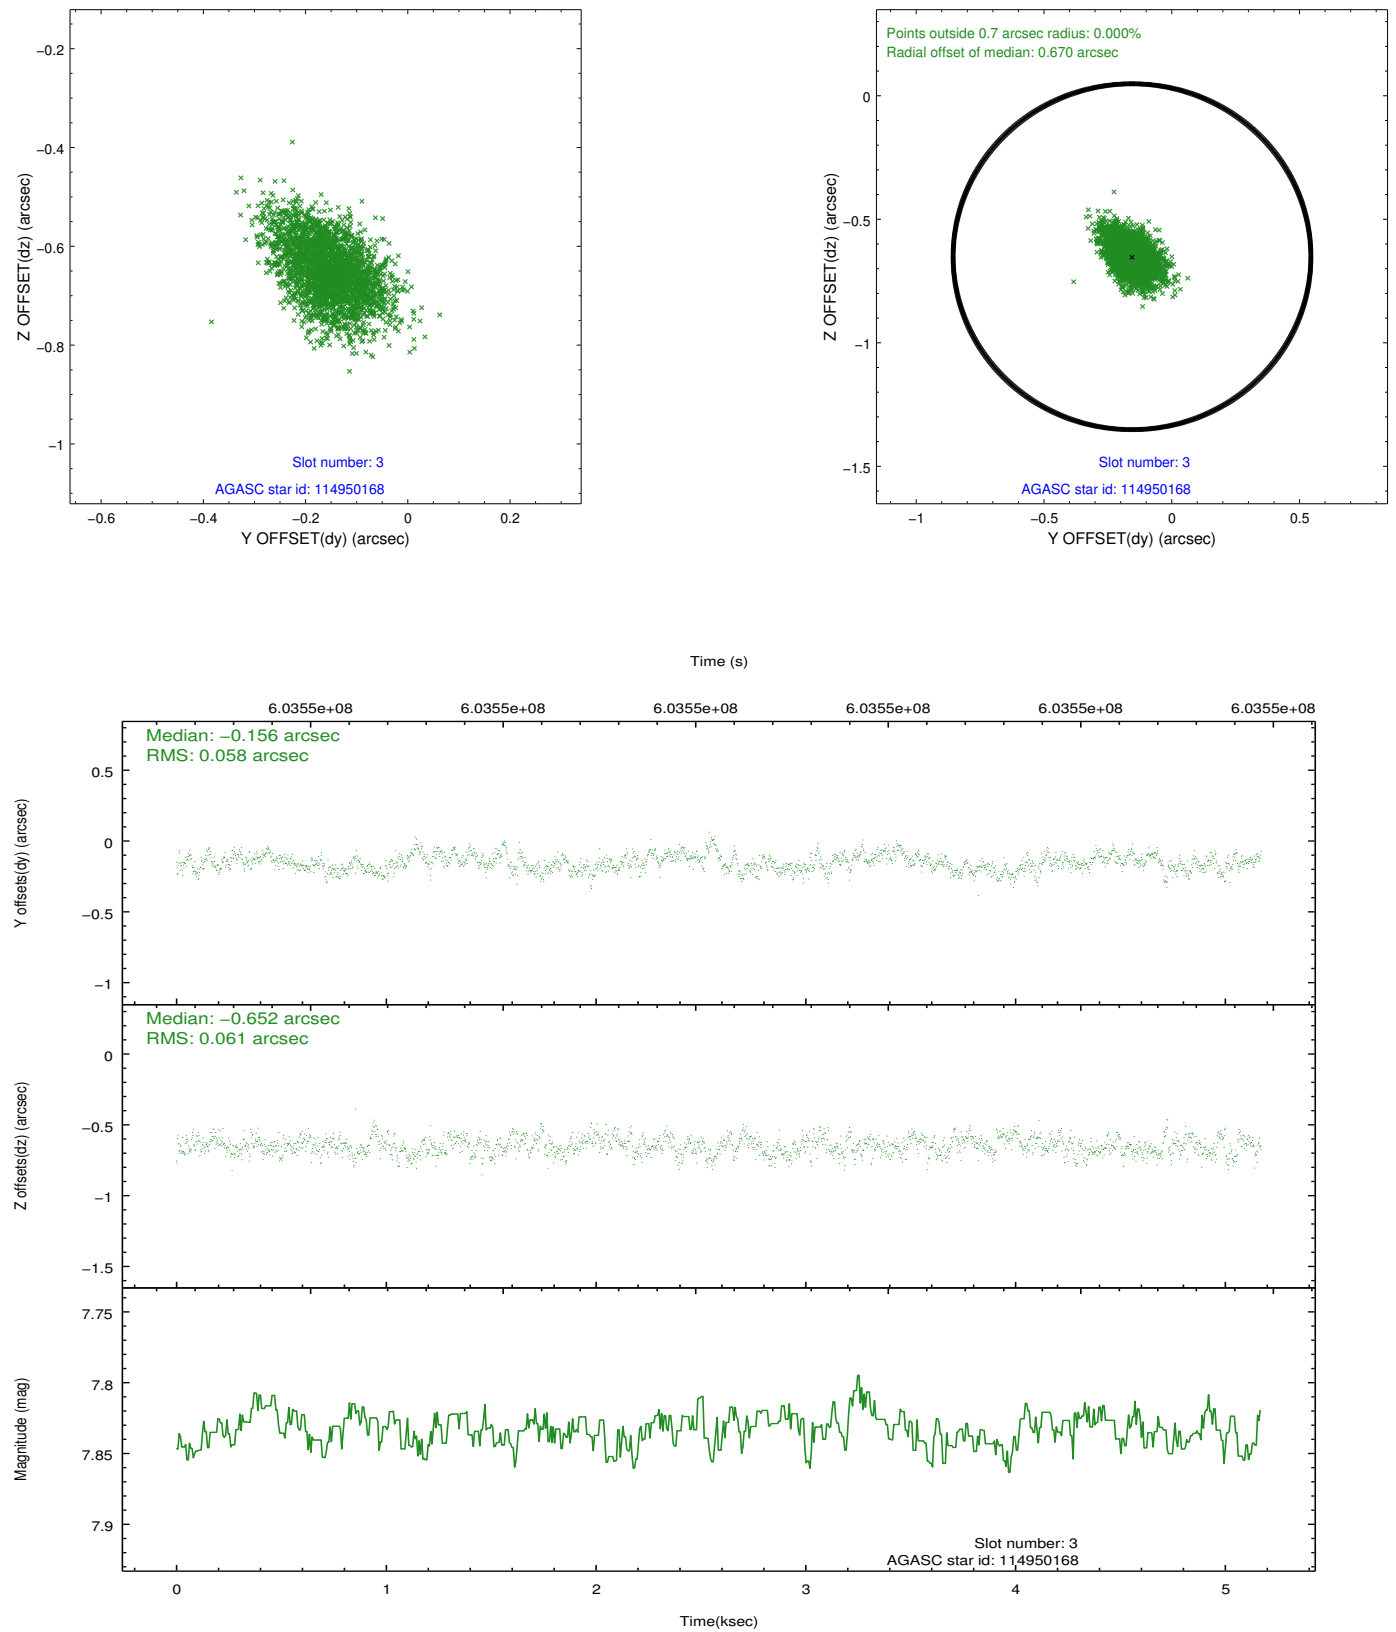 −0.2
−0.4
−0.6
−0.8
−1
Z OFFSET(dz) (arcsec)
Slot number: 3
AGASC star id: 114950168
−0.6 −0.4 −0.2 0 0.2
Y OFFSET(dy) (arcsec)
Points outside 0.7 arcsec radius: 0.000%
Radial offset of median: 0.670 arcsec
0
−0.5
−1
−1.5
Z OFFSET(dz) (arcsec)
Slot number: 3
AGASC star id: 114950168
−1 −0.5 0 0.5
Y OFFSET(dy) (arcsec)
Time (s)
6.0355e+08 6.0355e+08 6.0355e+08 6.0355e+08 6.0355e+08 6.0355e+08
Median: −0.156 arcsec
RMS: 0.058 arcsec
0.5
0
−0.5
−1
Y offsets(dy) (arcsec)
Median: −0.652 arcsec
RMS: 0.061 arcsec
0
−0.5
−1
−1.5
Z offsets(dz) (arcsec)
7.75
7.8
7.85
7.9
Magnitude (mag)
Slot number: 3
AGASC star id: 114950168
0 1 2 3 4 5
Time(ksec)